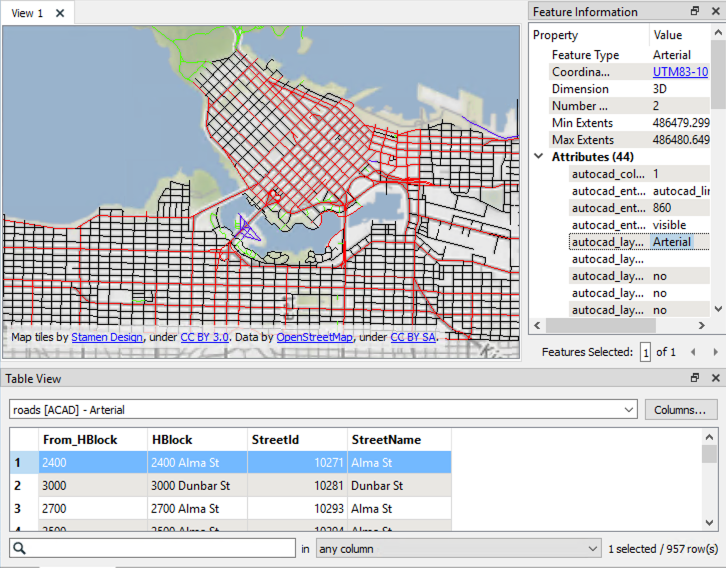 View 1
Map tiles by Stamen Design, under CC BY 3.0. Data by OpenStreetMap, under CC BY SA.
Feature Information
Property Value
Feature Type Arterial
Coordina... UTM83-10
Dimension 3D
Number ... 2
Min Extents 486479.299
Max Extents 486480.649
Attributes (44)
autocad_col... 1
autocad_ent... autocad_lin
autocad_ent... 860
autocad_ent... visible
autocad_lay... Arterial
autocad_lay...
autocad_lay... no
autocad_lay... no
autocad_lay... no
Features Selected: 1 of 1
Table View
roads [ACAD] - Arterial
Columns...
From_HBlock HBlock StreetId StreetName
1 2400 2400 Alma St 10271 Alma St
2 3000 3000 Dunbar St 10281 Dunbar St
3 2700 2700 Alma St 10293 Alma St
4 2500 2500 Alma St 10294 Alma St
in any column 1 selected / 957 row(s)